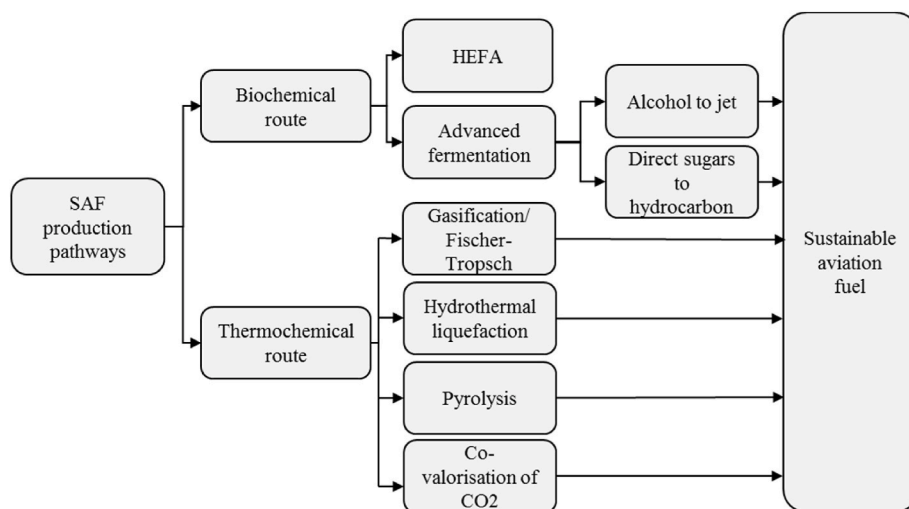 HEFA
Biochemical
route
Advanced
fermentation
Alcohol to jet
Direct sugars
to
hydrocarbon
SAF
production
pathways
Gasification/
Fischer-
Tropsch
Hydrothermal
liquefaction
Thermochemical
route
Pyrolysis
Co-
valorisation of
CO2
Sustainable
aviation
fuel